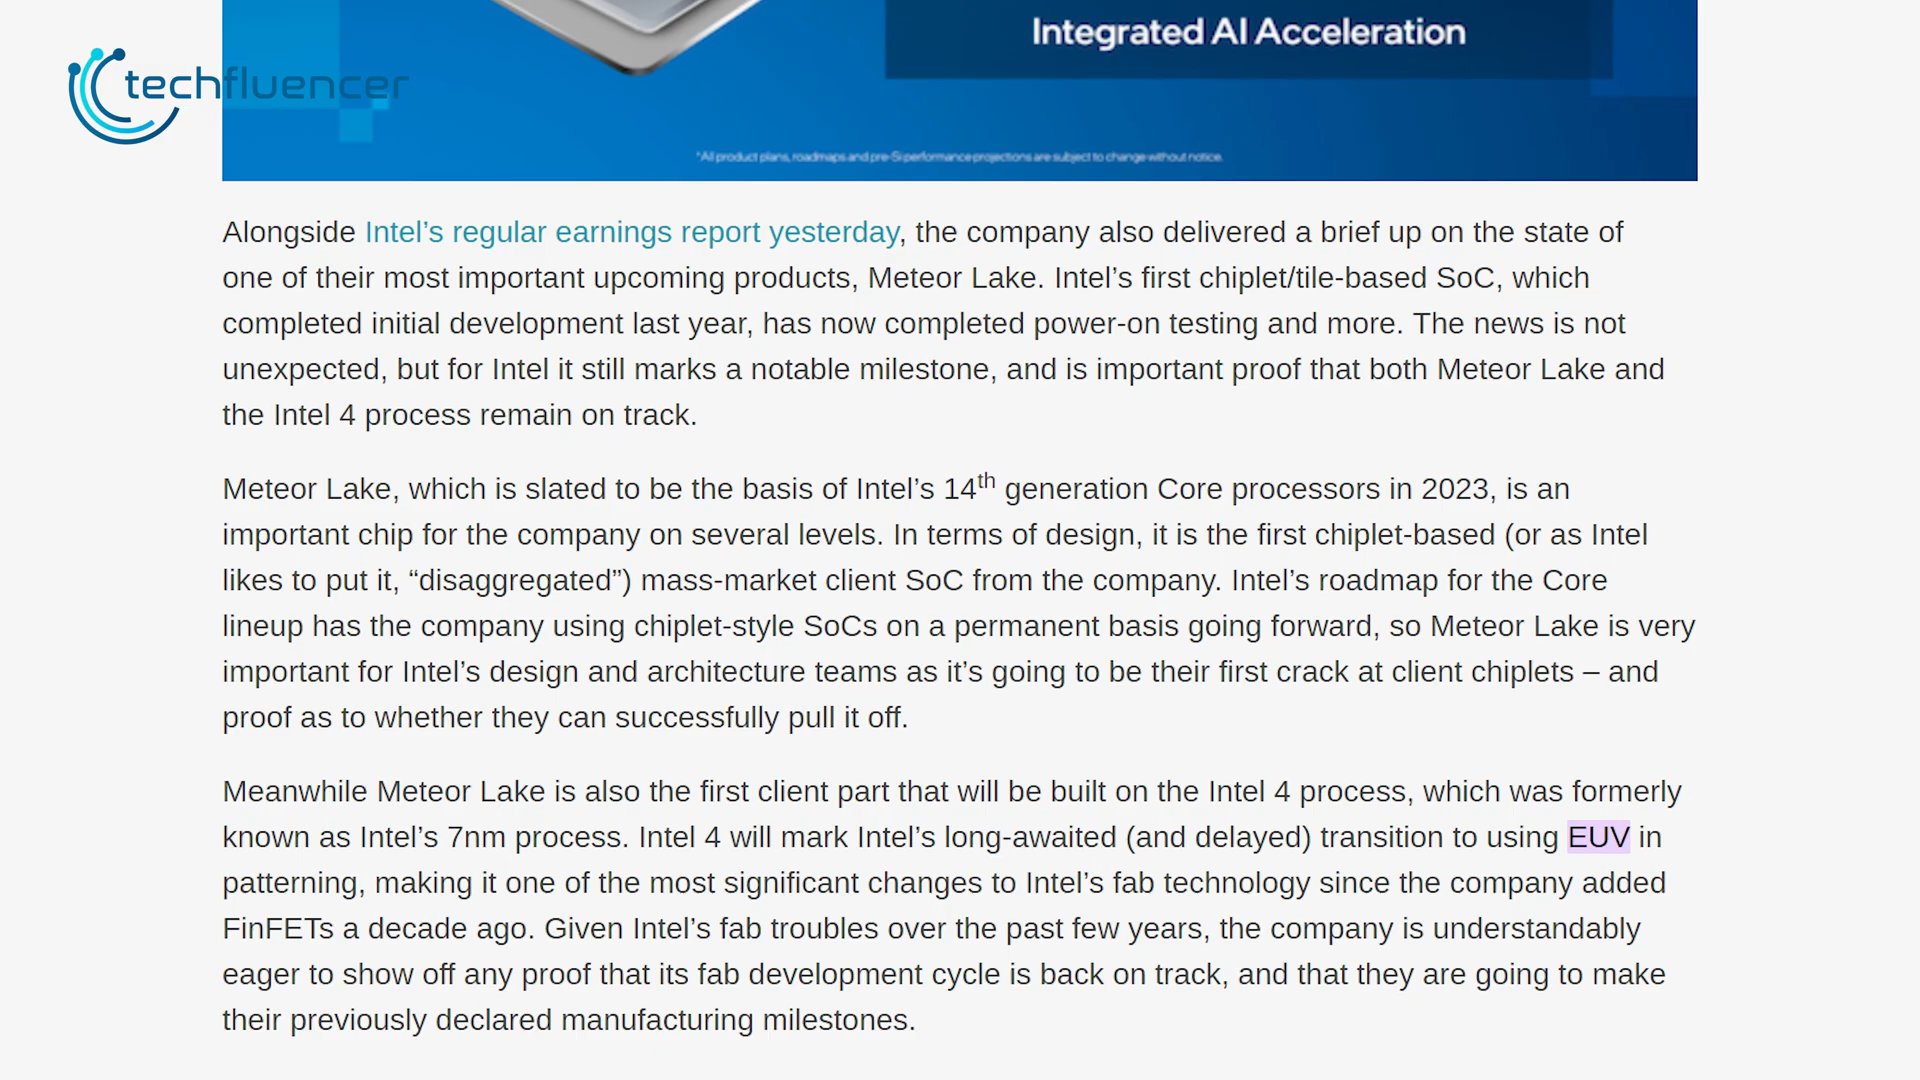 Integrated AI Acceleration
techfluencer
*All product plans, roadmaps and pre-Si performance projections are subject to change without notice.
Alongside Intel’s regular earnings report yesterday, the company also delivered a brief up on the state of
one of their most important upcoming products, Meteor Lake. Intel’s first chiplet/tile-based SoC, which
completed initial development last year, has now completed power-on testing and more. The news is not
unexpected, but for Intel it still marks a notable milestone, and is important proof that both Meteor Lake and
the Intel 4 process remain on track.
Meteor Lake, which is slated to be the basis of Intel’s 14th generation Core processors in 2023, is an
important chip for the company on several levels. In terms of design, it is the first chiplet-based (or as Intel
likes to put it, “disaggregated”) mass-market client SoC from the company. Intel’s roadmap for the Core
lineup has the company using chiplet-style SoCs on a permanent basis going forward, so Meteor Lake is very
important for Intel’s design and architecture teams as it’s going to be their first crack at client chiplets – and
proof as to whether they can successfully pull it off.
Meanwhile Meteor Lake is also the first client part that will be built on the Intel 4 process, which was formerly
known as Intel’s 7nm process. Intel 4 will mark Intel’s long-awaited (and delayed) transition to using EUV in
patterning, making it one of the most significant changes to Intel’s fab technology since the company added
FinFETs a decade ago. Given Intel’s fab troubles over the past few years, the company is understandably
eager to show off any proof that its fab development cycle is back on track, and that they are going to make
their previously declared manufacturing milestones.